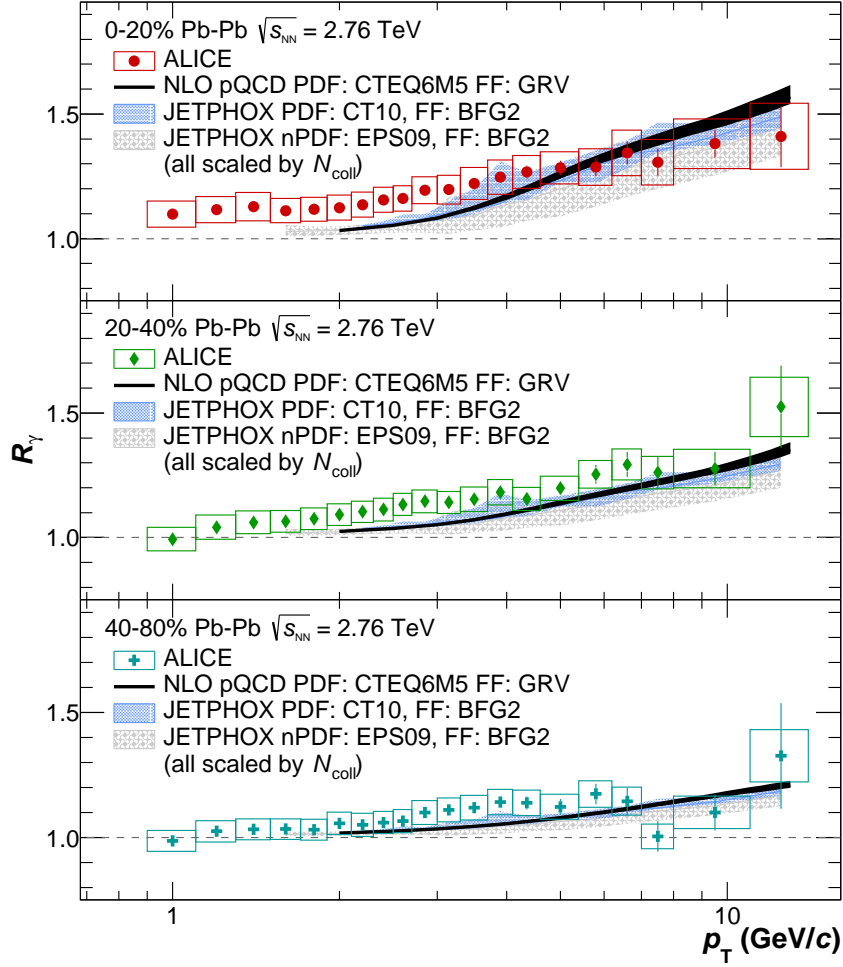 0-20% Pb-Pb √s_NN = 2.76 TeV
ALICE
NLO pQCD PDF: CTEQ6M5 FF: GRV
JETPHOX PDF: CT10, FF: BFG2
JETPHOX nPDF: EPS09, FF: BFG2
(all scaled by N_coll)
1.5
1.0
20-40% Pb-Pb √s_NN = 2.76 TeV
ALICE
NLO pQCD PDF: CTEQ6M5 FF: GRV
JETPHOX PDF: CT10, FF: BFG2
JETPHOX nPDF: EPS09, FF: BFG2
(all scaled by N_coll)
1.5
1.0
R_γ
40-80% Pb-Pb √s_NN = 2.76 TeV
ALICE
NLO pQCD PDF: CTEQ6M5 FF: GRV
JETPHOX PDF: CT10, FF: BFG2
JETPHOX nPDF: EPS09, FF: BFG2
(all scaled by N_coll)
1.5
1.0
1 10
p_T (GeV/c)